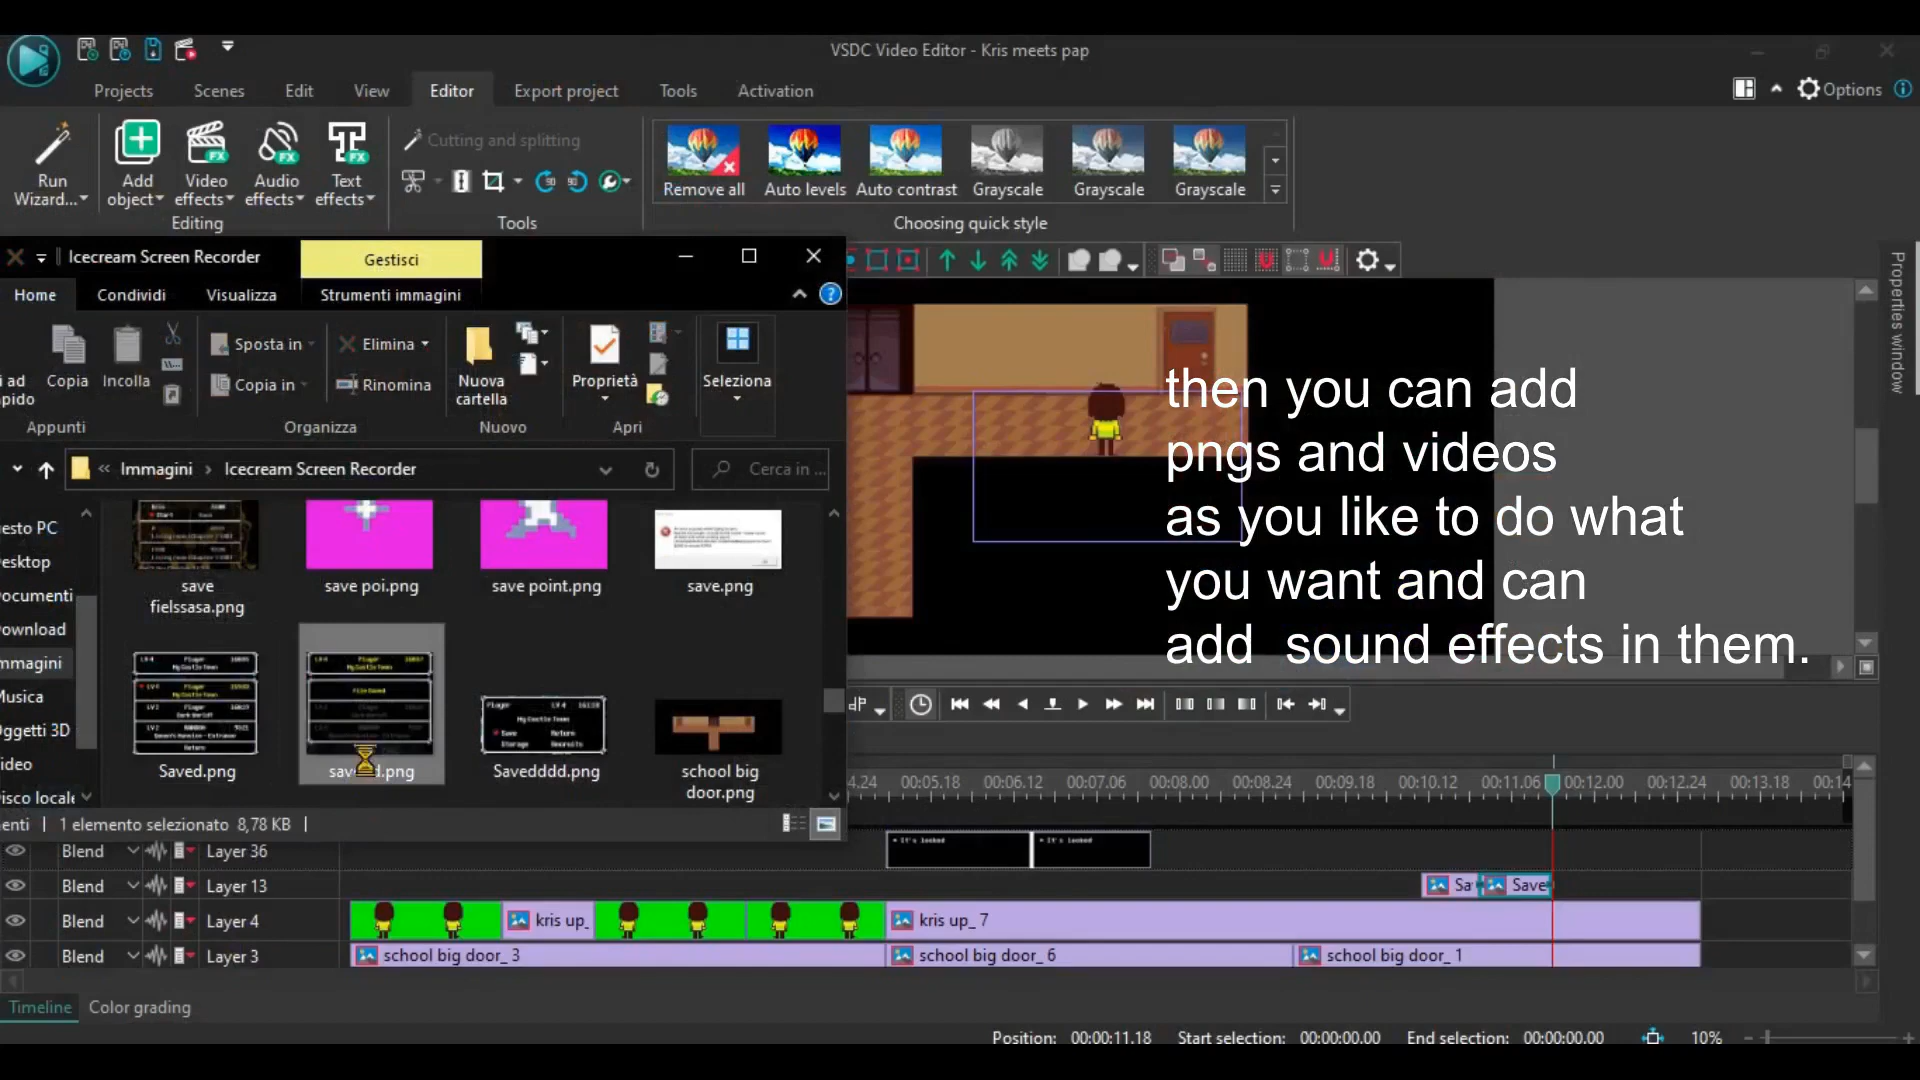 VSDC Video Editor - Kris meets pap
Projects
Scenes
Edit
View
Editor
Export project
Tools
Activation
Options
Run Wizard...
Add object
Video effects
Audio effects
Text effects
Editing
Cutting and splitting
Tools
Remove all
Auto levels
Auto contrast
Grayscale
Grayscale
Grayscale
Choosing quick style
Icecream Screen Recorder
Gestisci
Home
Condividi
Visualizza
Strumenti immagini
Copia
Incolla
Appunti
Sposta in
Copia in
Elimina
Rinomina
Organizza
Nuova cartella
Nuovo
Proprietà
Apri
Seleziona
Immagini
Icecream Screen Recorder
Cerca in ...
esto PC
esktop
ocumenti
ownload
mmagini
Musica
ggetti 3D
ideo
isco locale
save fielssasa.png
save poi.png
save point.png
save.png
Saved.png
Savedddd.png
school big door.png
1 elemento selezionato 8,78 KB
Properties window
then you can add
pngs and videos
as you like to do what
you want and can
add sound effects in them.
4.24
00:05.18
00:06.12
00:07.06
00:08.00
00:08.24
00:09.18
00:10.12
00:11.06
00:12.00
00:12.24
00:13.18
00:14
Blend
Layer 36
* It's locked
* It's locked
Blend
Layer 13
Sa
Save
Blend
Layer 4
kris up_
kris up_ 7
Blend
Layer 3
school big door_ 3
school big door_ 6
school big door_ 1
Timeline
Color grading
Position: 00:00:11.18
Start selection: 00:00:00.00
End selection: 00:00:00.00
10%